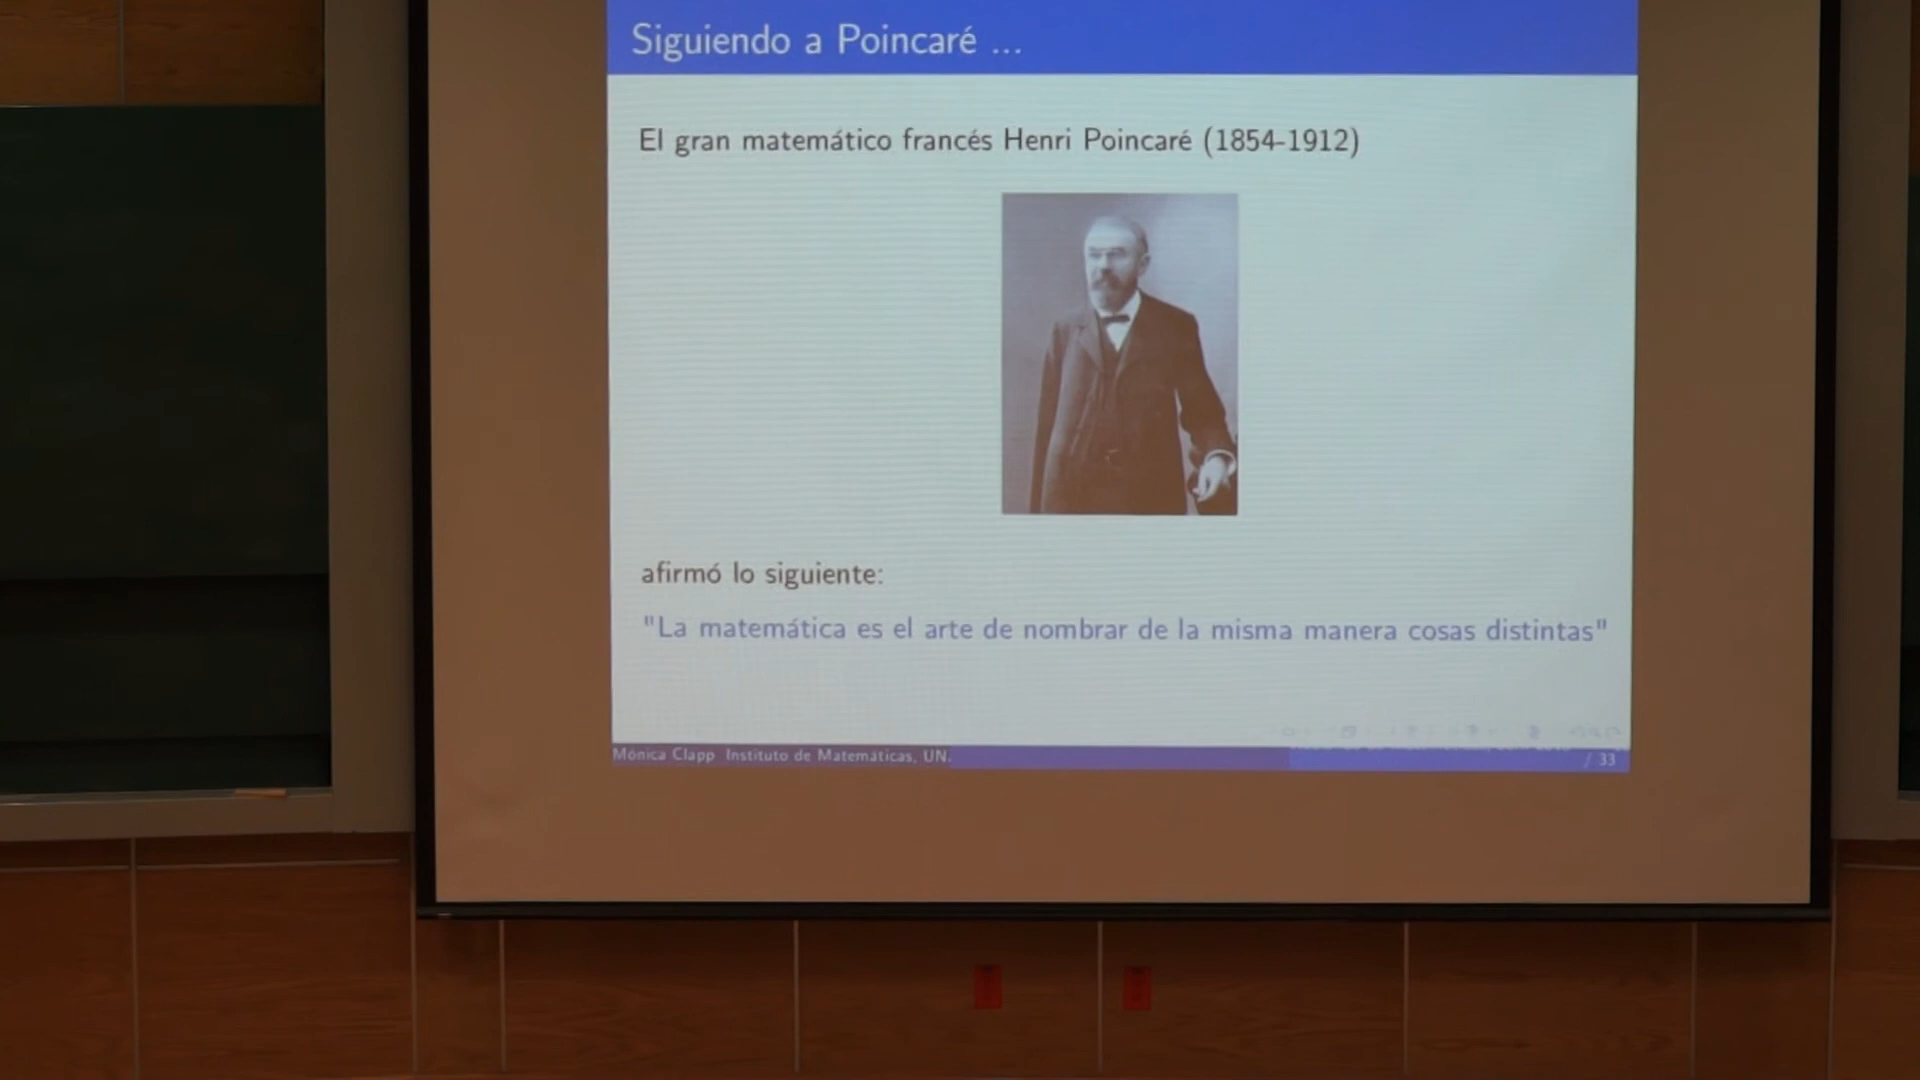 Siguiendo a Poincaré ...
El gran matemático francés Henri Poincaré (1854-1912)
afirmó lo siguiente:
"La matemática es el arte de nombrar de la misma manera cosas distintas"
Mónica Clapp Instituto de Matemáticas, UN.
/ 33